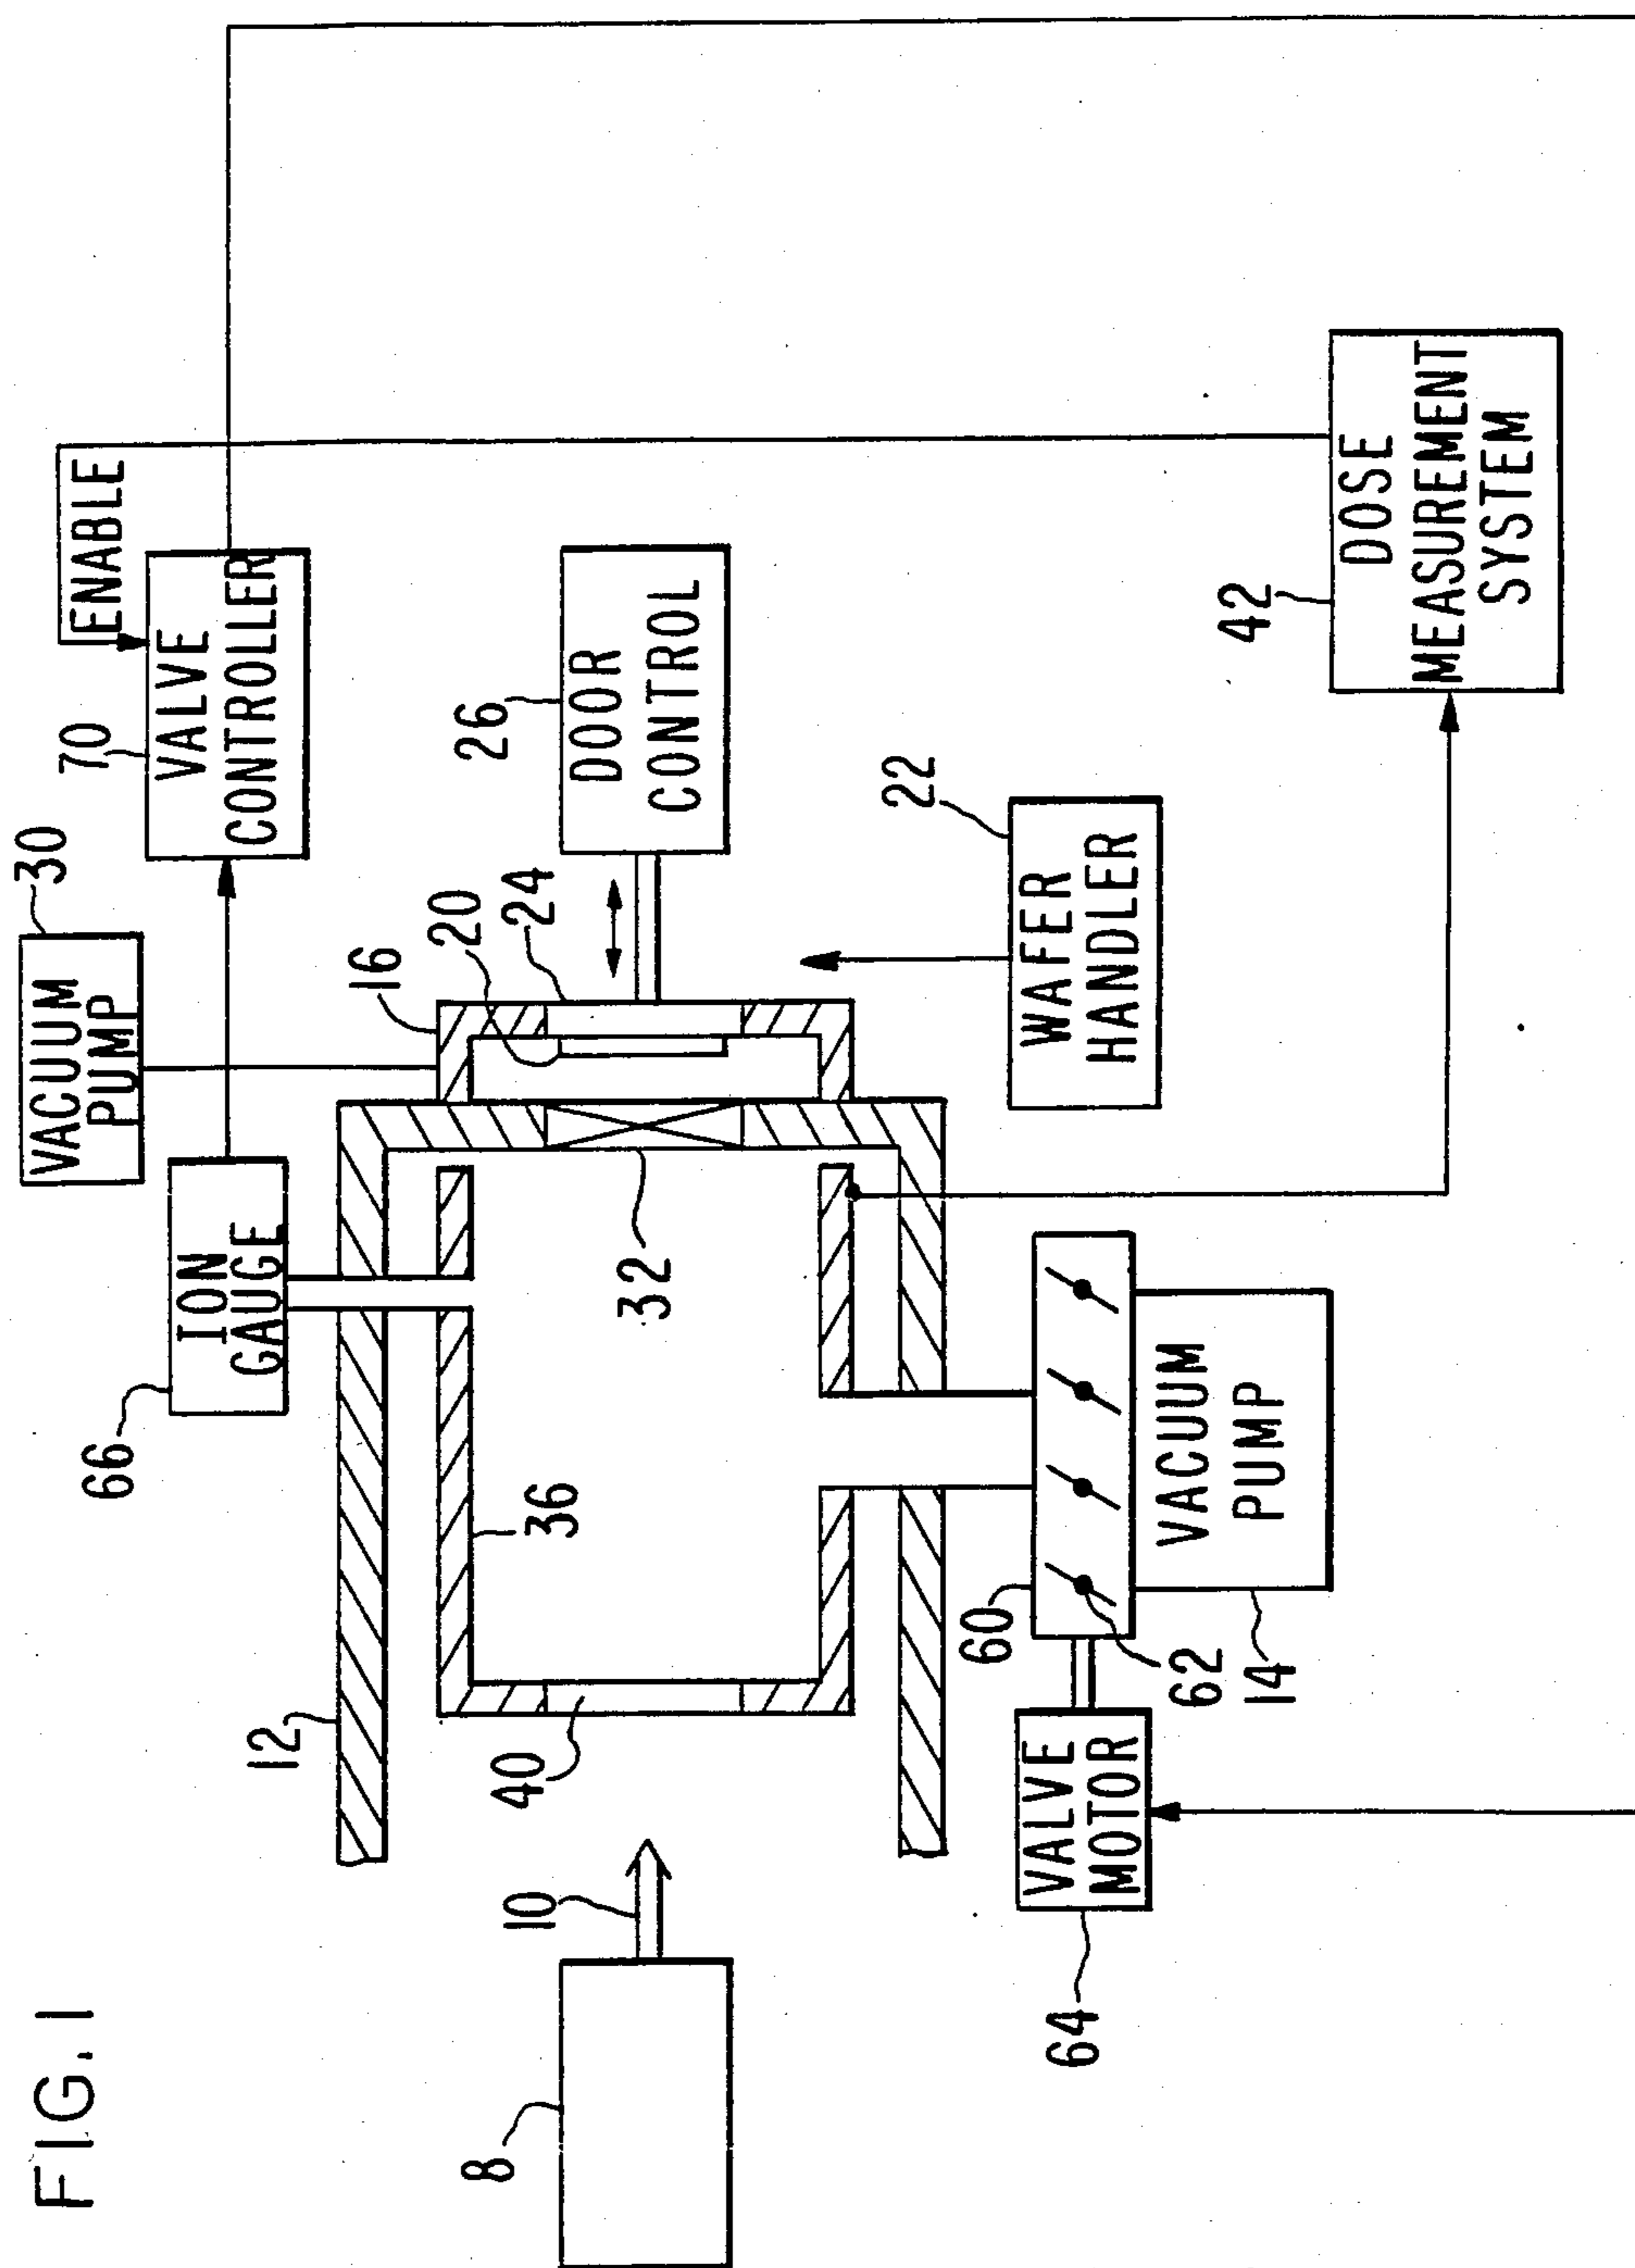 FIG. 1
8
10
12
40
36
66
ION
GAUGE
VACUUM
PUMP
30
16
20
24
32
70
VALVE
CONTROLLER
ENABLE
26
DOOR
CONTROL
22
WAFER
HANDLER
42
DOSE
MEASUREMENT
SYSTEM
64
VALVE
MOTOR
60
62
14
VACUUM
PUMP